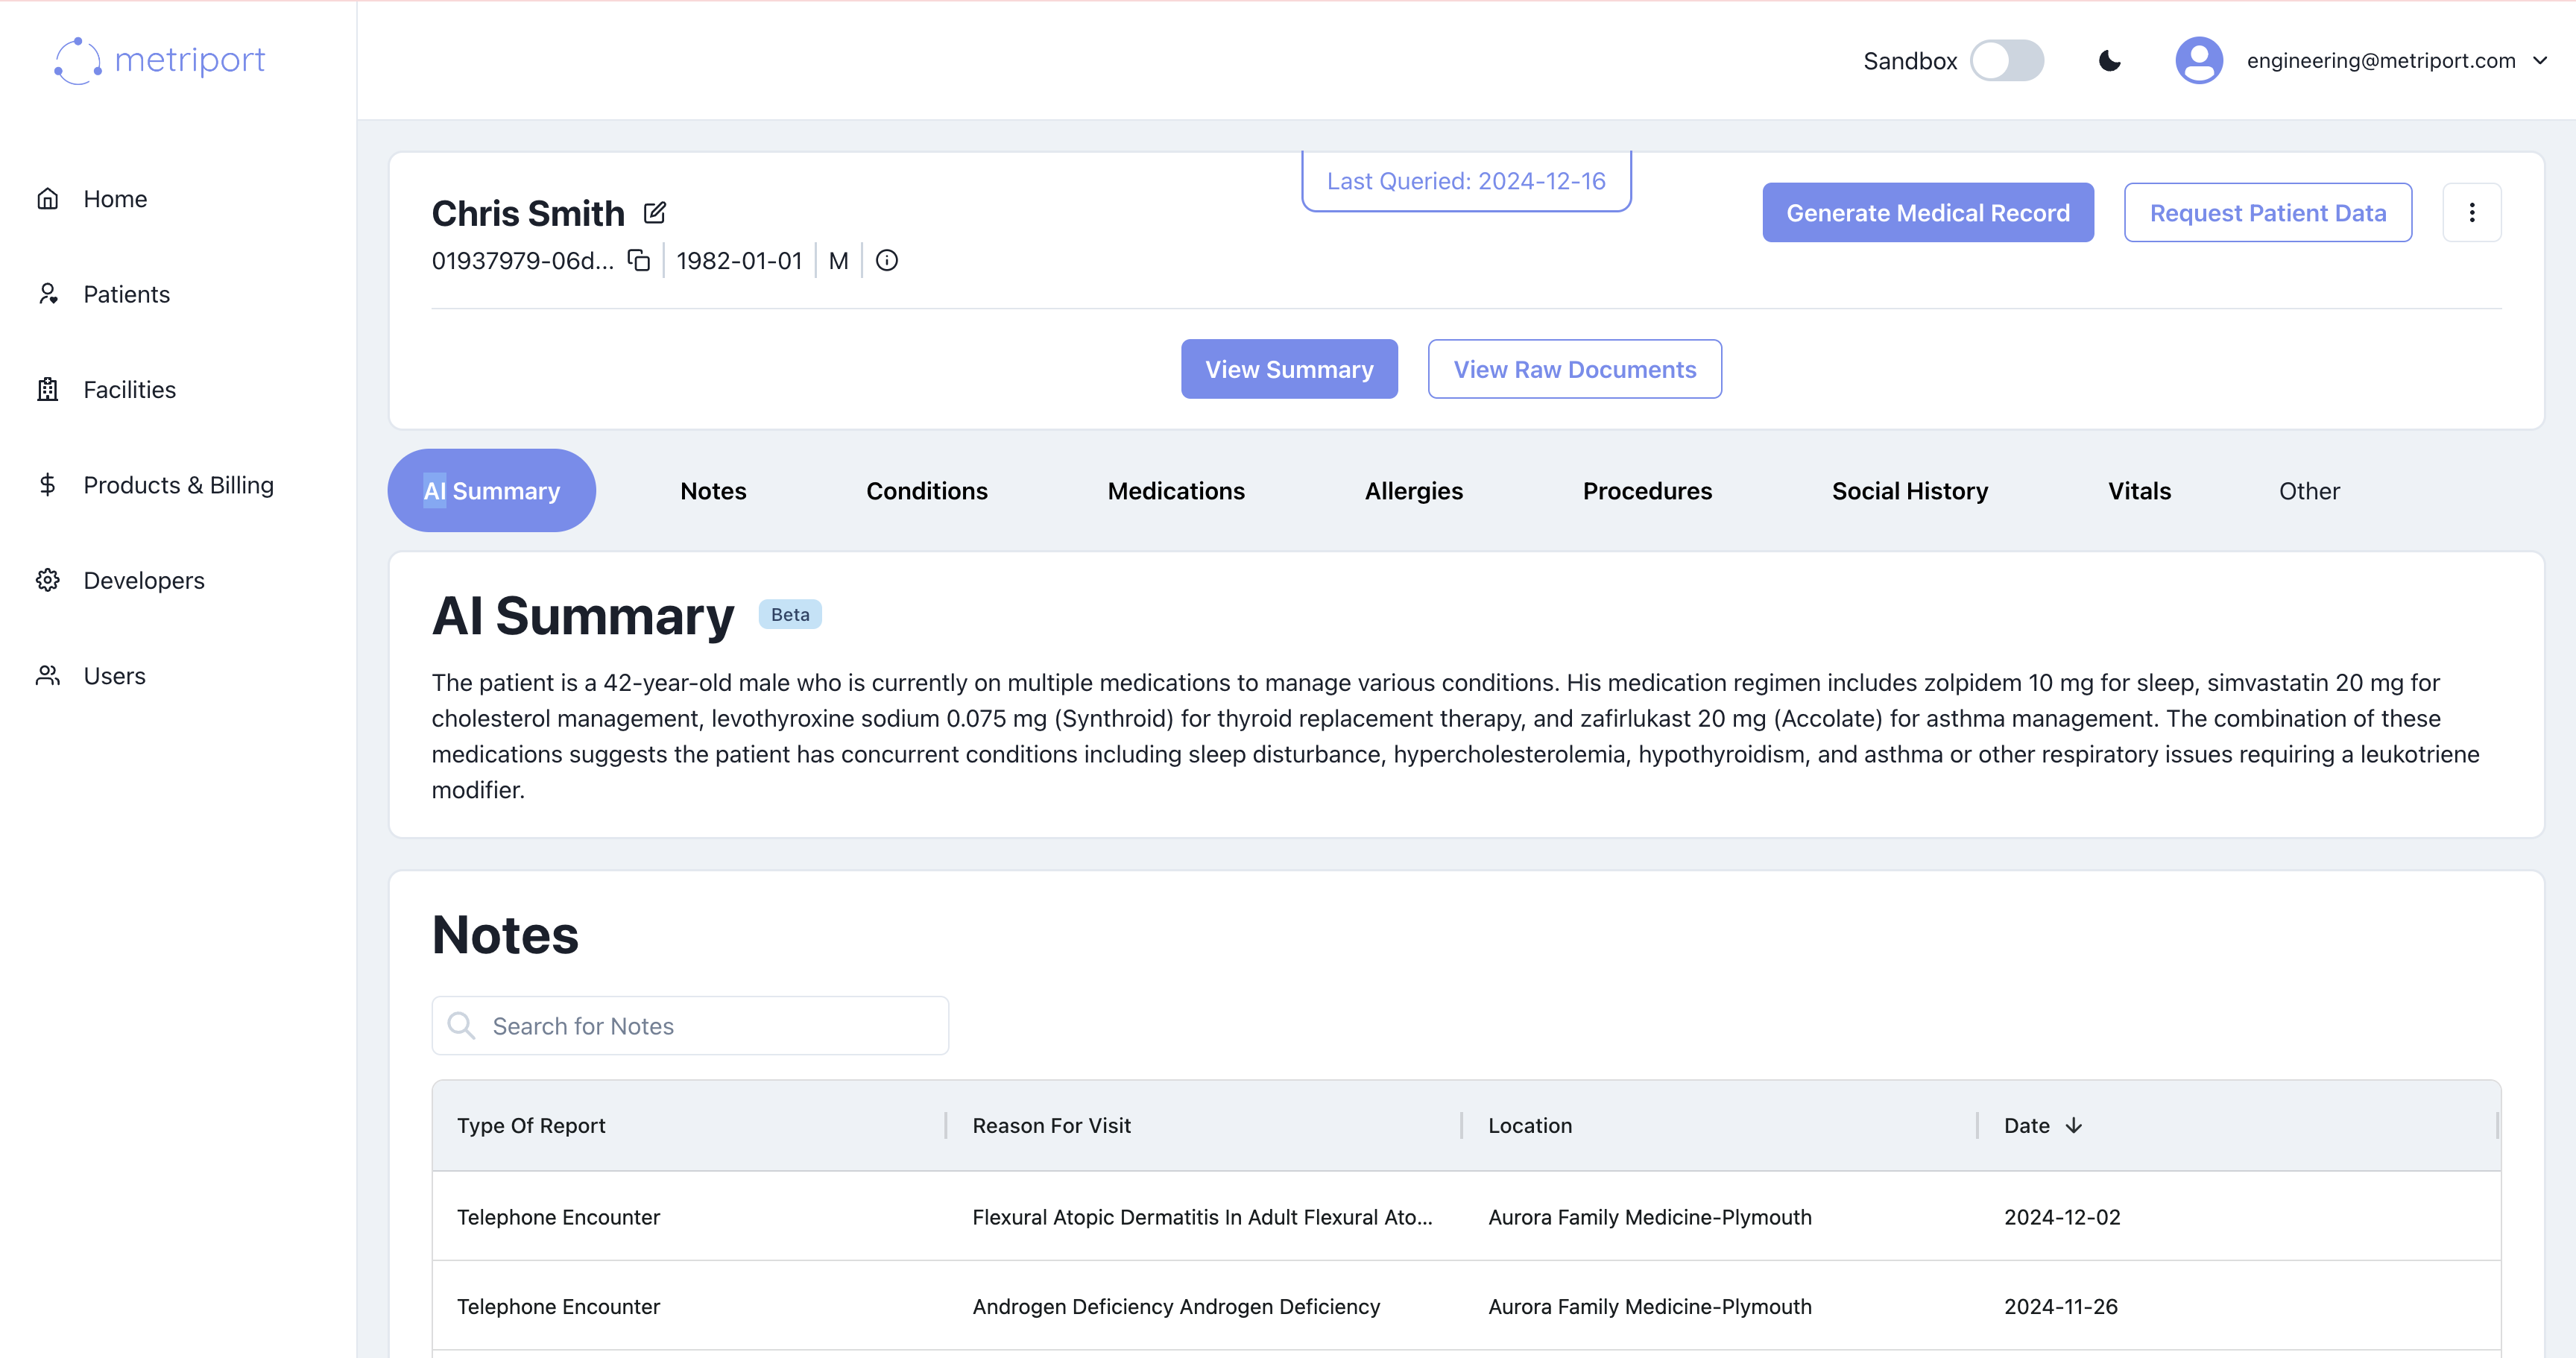 metriport
Sandbox
engineering@metriport.com
Home
Patients
Facilities
Products & Billing
Developers
Users
Last Queried: 2024-12-16
Chris Smith
01937979-06d... 1982-01-01 M
Generate Medical Record
Request Patient Data
View Summary
View Raw Documents
AI Summary Notes Conditions Medications Allergies Procedures Social History Vitals Other
AI Summary Beta
The patient is a 42-year-old male who is currently on multiple medications to manage various conditions. His medication regimen includes zolpidem 10 mg for sleep, simvastatin 20 mg for
cholesterol management, levothyroxine sodium 0.075 mg (Synthroid) for thyroid replacement therapy, and zafirlukast 20 mg (Accolate) for asthma management. The combination of these
medications suggests the patient has concurrent conditions including sleep disturbance, hypercholesterolemia, hypothyroidism, and asthma or other respiratory issues requiring a leukotriene
modifier.
Notes
Search for Notes
Type Of Report Reason For Visit Location Date
Telephone Encounter Flexural Atopic Dermatitis In Adult Flexural Ato... Aurora Family Medicine-Plymouth 2024-12-02
Telephone Encounter Androgen Deficiency Androgen Deficiency Aurora Family Medicine-Plymouth 2024-11-26